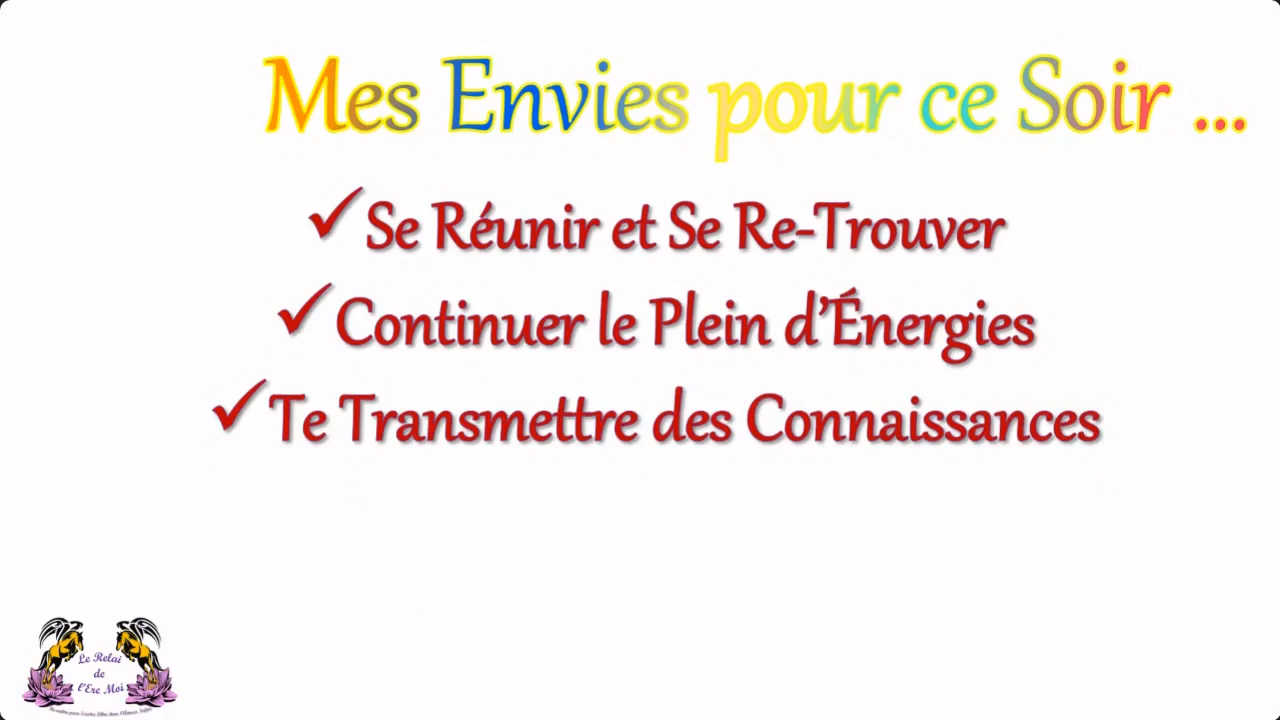 Mes Envies pour ce Soir ...
✓Se Réunir et Se Re-Trouver
✓Continuer le Plein d’Énergies
✓Te Transmettre des Connaissances
Le Relai
de
l'Ere Moi